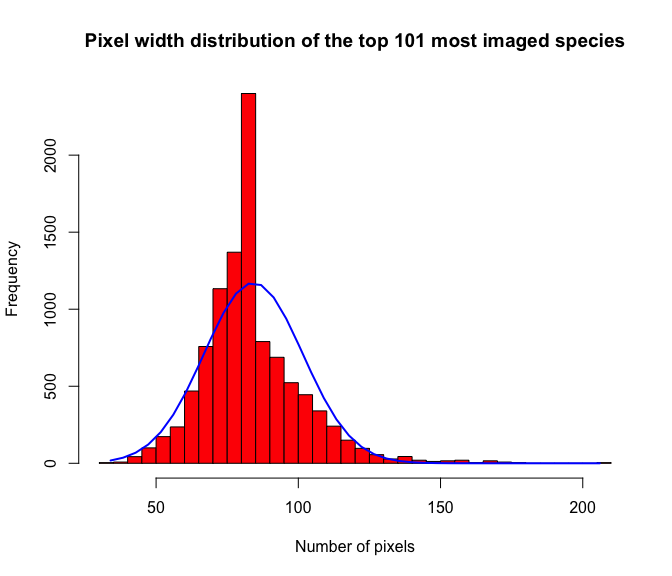 Pixel width distribution of the top 101 most imaged species
Frequency
2000
1500
1000
500
0
50 100 150 200
Number of pixels